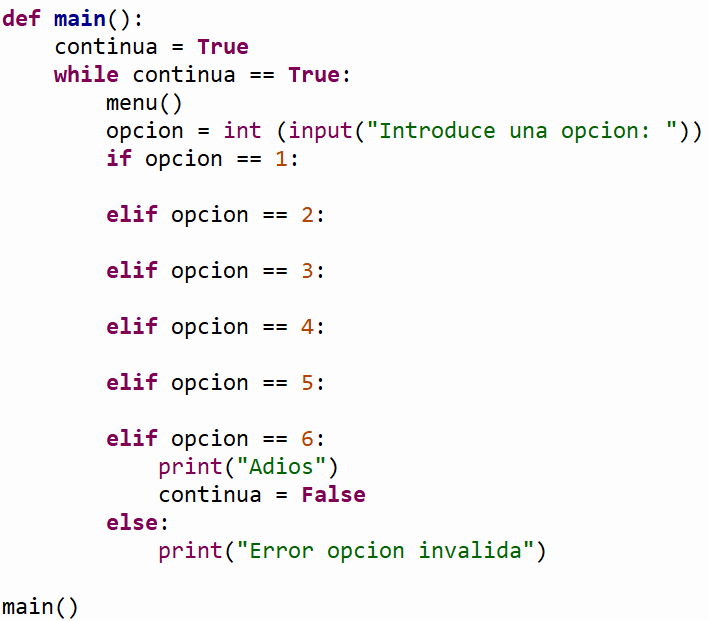 def main():
    continua = True
    while continua == True:
        menu()
        opcion = int (input("Introduce una opcion: "))
        if opcion == 1:

        elif opcion == 2:

        elif opcion == 3:

        elif opcion == 4:

        elif opcion == 5:

        elif opcion == 6:
            print("Adios")
            continua = False
        else:
            print("Error opcion invalida")

main()